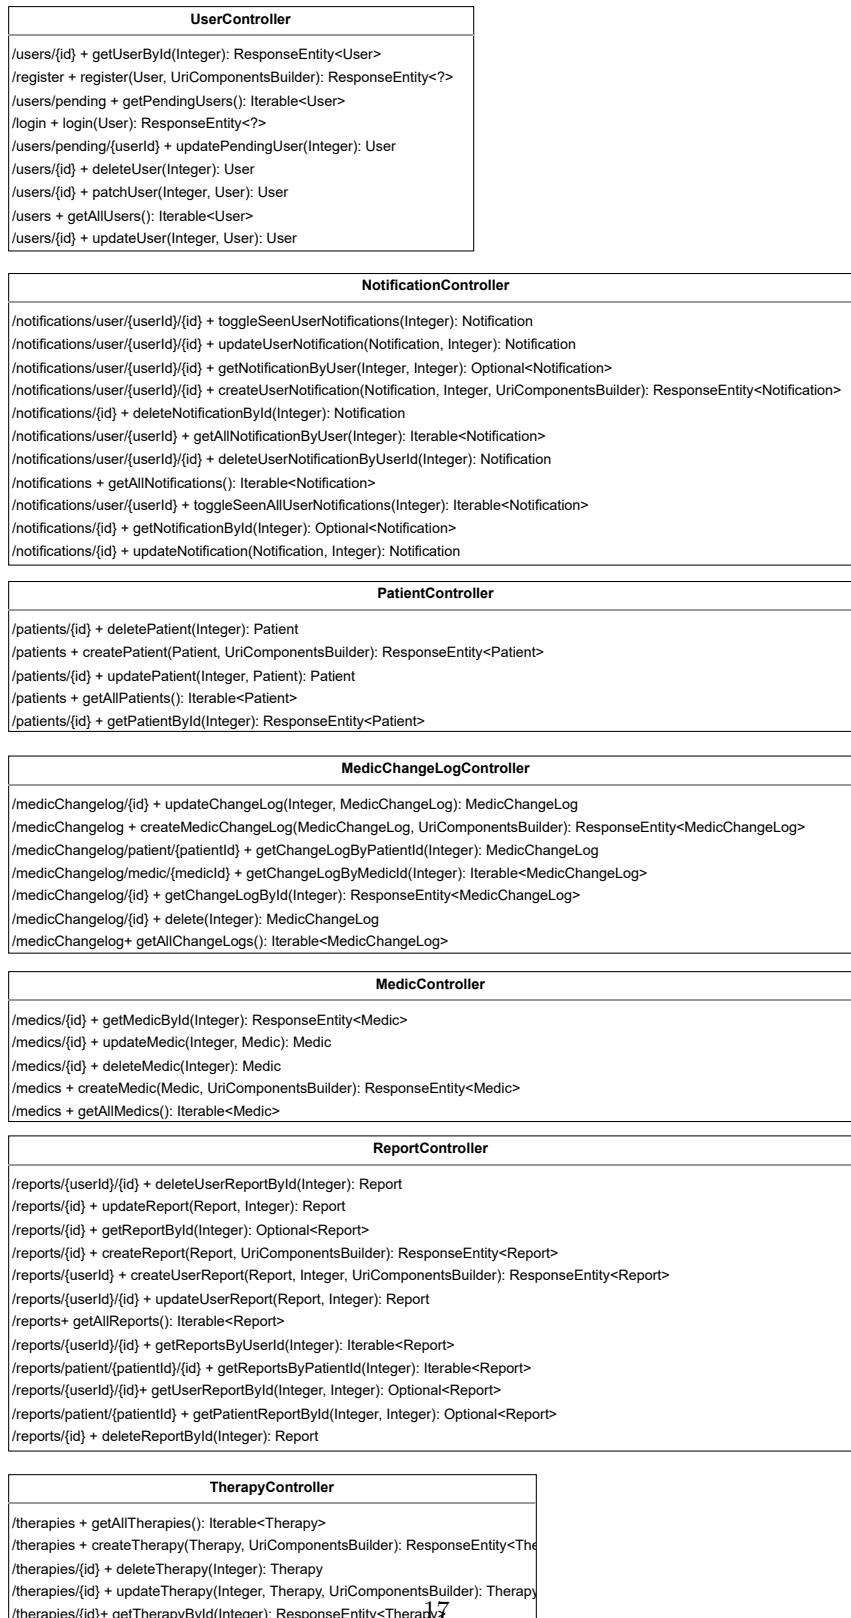 UserController
/users/{id} + getUserById(Integer): ResponseEntity<User>
/register + register(User, UriComponentsBuilder): ResponseEntity<?>
/users/pending + getPendingUsers(): Iterable<User>
/login + login(User): ResponseEntity<?>
/users/pending/{userId} + updatePendingUser(Integer): User
/users/{id} + deleteUser(Integer): User
/users/{id} + patchUser(Integer, User): User
/users + getAllUsers(): Iterable<User>
/users/{id} + updateUser(Integer, User): User
NotificationController
/notifications/user/{userId}/{id} + toggleSeenUserNotifications(Integer): Notification
/notifications/user/{userId}/{id} + updateUserNotification(Notification, Integer): Notification
/notifications/user/{userId}/{id} + getNotificationByUser(Integer, Integer): Optional<Notification>
/notifications/user/{userId}/{id} + createUserNotification(Notification, Integer, UriComponentsBuilder): ResponseEntity<Notification>
/notifications/{id} + deleteNotificationById(Integer): Notification
/notifications/user/{userId} + getAllNotificationByUser(Integer): Iterable<Notification>
/notifications/user/{userId}/{id} + deleteUserNotificationByUserId(Integer): Notification
/notifications + getAllNotifications(): Iterable<Notification>
/notifications/user/{userId} + toggleSeenAllUserNotifications(Integer): Iterable<Notification>
/notifications/{id} + getNotificationById(Integer): Optional<Notification>
/notifications/{id} + updateNotification(Notification, Integer): Notification
PatientController
/patients/{id} + deletePatient(Integer): Patient
/patients + createPatient(Patient, UriComponentsBuilder): ResponseEntity<Patient>
/patients/{id} + updatePatient(Integer, Patient): Patient
/patients + getAllPatients(): Iterable<Patient>
/patients/{id} + getPatientById(Integer): ResponseEntity<Patient>
MedicChangeLogController
/medicChangelog/{id} + updateChangeLog(Integer, MedicChangeLog): MedicChangeLog
/medicChangelog + createMedicChangeLog(MedicChangeLog, UriComponentsBuilder): ResponseEntity<MedicChangeLog>
/medicChangelog/patient/{patientId} + getChangeLogByPatientId(Integer): MedicChangeLog
/medicChangelog/medic/{medicId} + getChangeLogByMedicId(Integer): Iterable<MedicChangeLog>
/medicChangelog/{id} + getChangeLogById(Integer): ResponseEntity<MedicChangeLog>
/medicChangelog/{id} + delete(Integer): MedicChangeLog
/medicChangelog+ getAllChangeLogs(): Iterable<MedicChangeLog>
MedicController
/medics/{id} + getMedicById(Integer): ResponseEntity<Medic>
/medics/{id} + updateMedic(Integer, Medic): Medic
/medics/{id} + deleteMedic(Integer): Medic
/medics + createMedic(Medic, UriComponentsBuilder): ResponseEntity<Medic>
/medics + getAllMedics(): Iterable<Medic>
ReportController
/reports/{userId}/{id} + deleteUserReportById(Integer): Report
/reports/{id} + updateReport(Report, Integer): Report
/reports/{id} + getReportById(Integer): Optional<Report>
/reports/{id} + createReport(Report, UriComponentsBuilder): ResponseEntity<Report>
/reports/{userId} + createUserReport(Report, Integer, UriComponentsBuilder): ResponseEntity<Report>
/reports/{userId}/{id} + updateUserReport(Report, Integer): Report
/reports+ getAllReports(): Iterable<Report>
/reports/{userId}/{id} + getReportsByUserId(Integer): Iterable<Report>
/reports/patient/{patientId}/{id} + getReportsByPatientId(Integer): Iterable<Report>
/reports/{userId}/{id}+ getUserReportById(Integer, Integer): Optional<Report>
/reports/patient/{patientId} + getPatientReportById(Integer, Integer): Optional<Report>
/reports/{id} + deleteReportById(Integer): Report
TherapyController
/therapies + getAllTherapies(): Iterable<Therapy>
/therapies + createTherapy(Therapy, UriComponentsBuilder): ResponseEntity<The
/therapies/{id} + deleteTherapy(Integer): Therapy
/therapies/{id} + updateTherapy(Integer, Therapy, UriComponentsBuilder): Therapy
/therapies/{id}+ getTherapyById(Integer): ResponseEntity<Therapy>
17